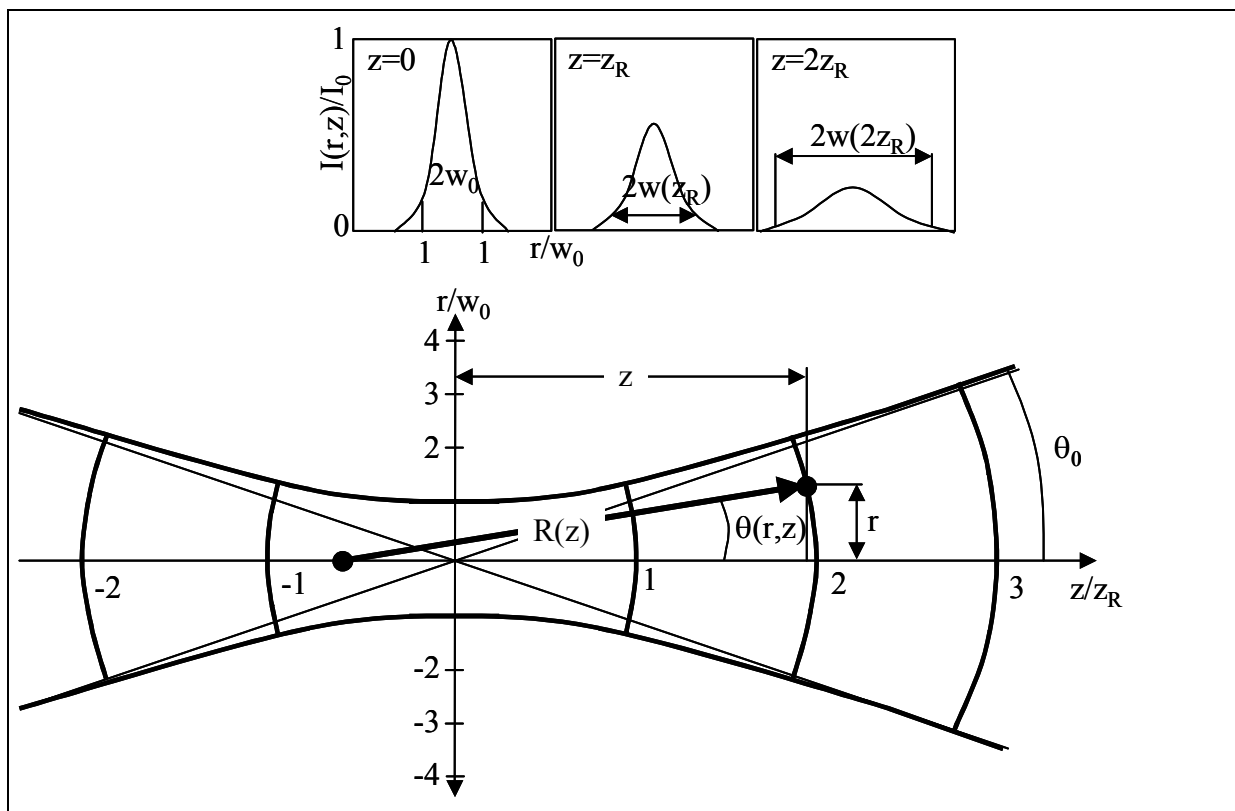 1
z=0
z=z_R
z=2z_R
I(r,z)/I_0
2w_0
2w(z_R)
2w(2z_R)
0
1
1
r/w_0
r/w_0
4
z
3
2
θ_0
R(z)
θ(r,z)
r
-2
-1
1
2
3
z/z_R
-2
-3
-4